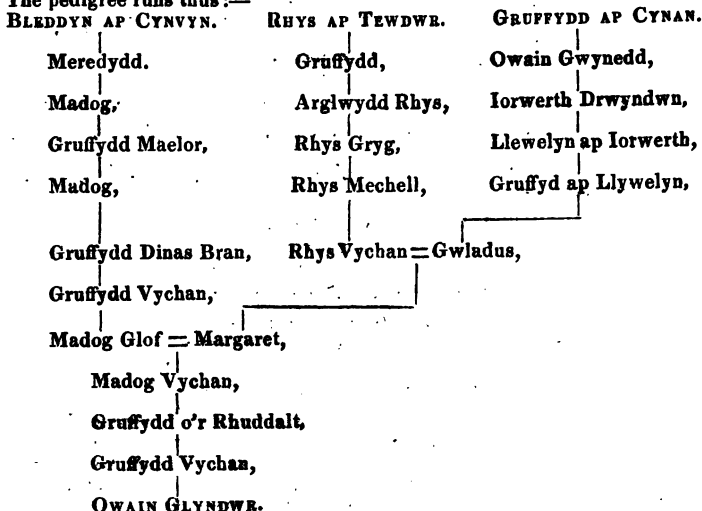 The pedigree runs thus:—
BLEDDYN AP CYNVYN. RHYS AP TEWDWR. GRUFFYDD AP CYNAN.
Meredydd. Gruffydd, Owain Gwynedd,
Madog, Arglwydd Rhys, Iorwerth Drwyndwn,
Gruffydd Maelor, Rhys Gryg, Llewelyn ap Iorwerth,
Madog, Rhys Mechell, Gruffyd ap Llywelyn,
Gruffydd Dinas Bran, Rhys Vychan = Gwladus,
Gruffydd Vychan,
Madog Glof = Margaret,
Madog Vychan,
Gruffydd o'r Rhuddalt,
Gruffydd Vychan,
OWAIN GLYNDWR.